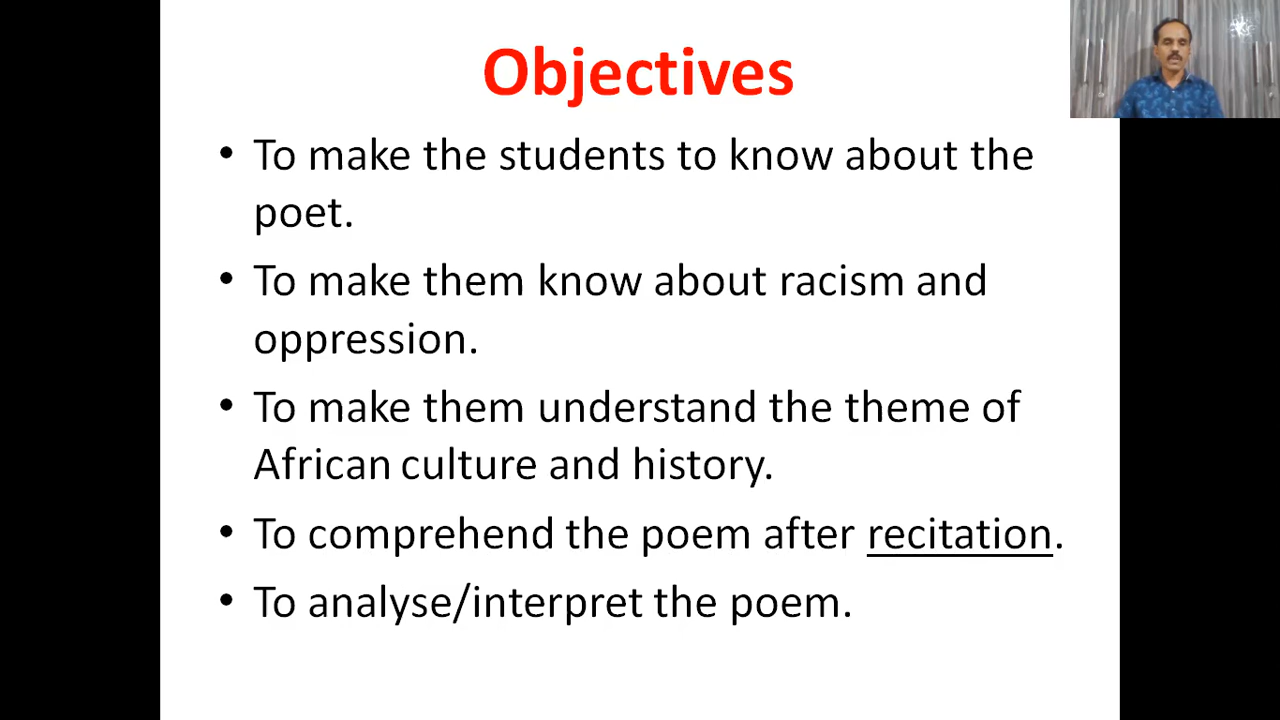 Objectives
• To make the students to know about the
poet.
• To make them know about racism and
oppression.
• To make them understand the theme of
African culture and history.
• To comprehend the poem after recitation.
• To analyse/interpret the poem.